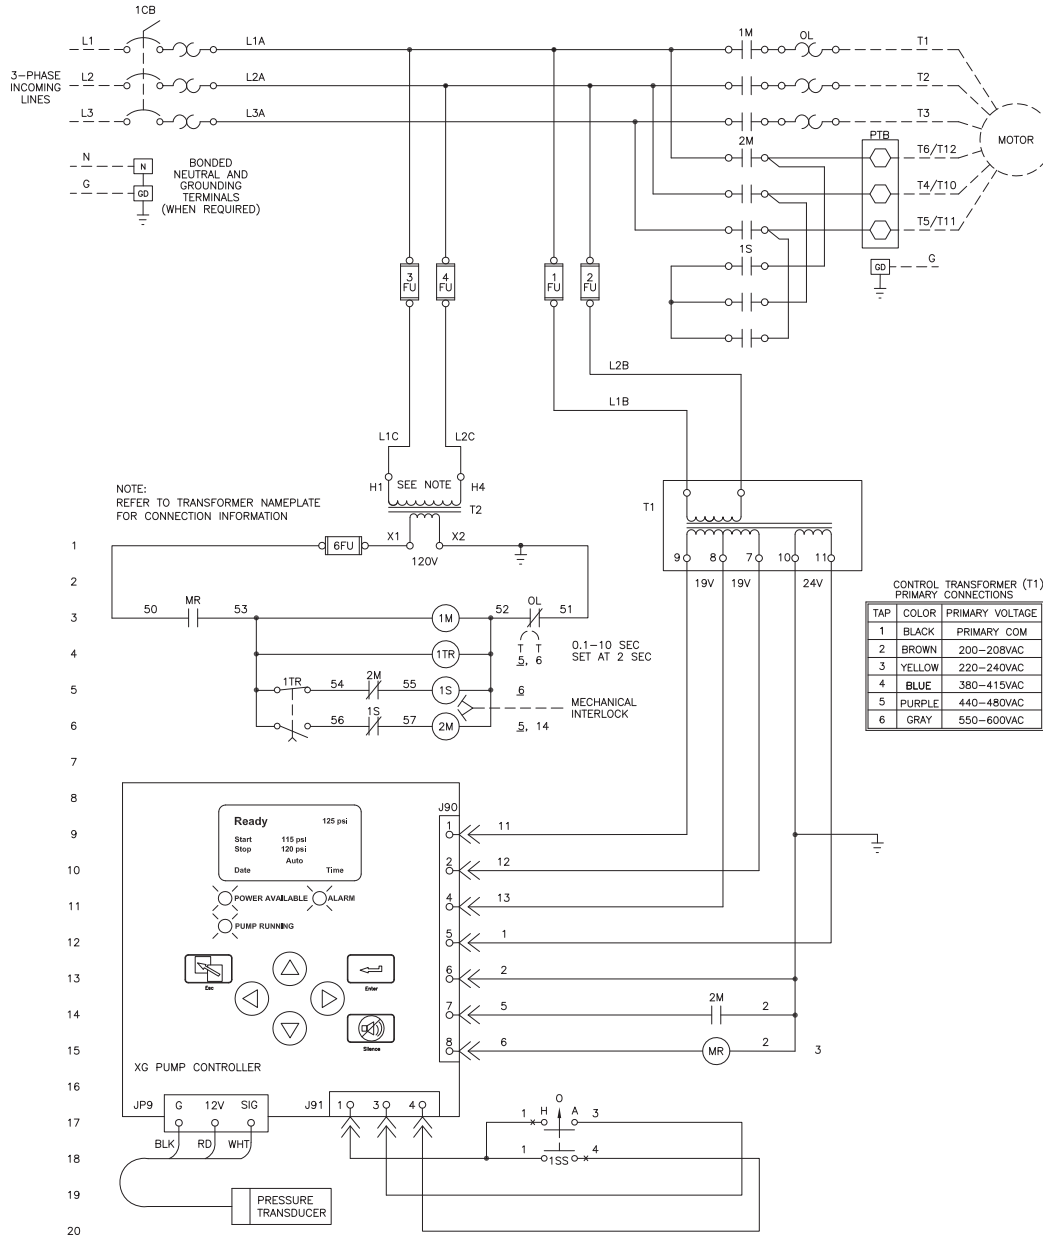 1CB
L1
L1A
1M
OL
T1
3-PHASE
INCOMING
LINES
L2
L2A
T2
L3
L3A
T3
MOTOR
2M
PTB
T6/T12
N
N
BONDED
NEUTRAL AND
GROUNDING
TERMINALS
(WHEN REQUIRED)
G
GD
T4/T10
T5/T11
1S
GD
G
3
FU
4
FU
1
FU
2
FU
L2B
L1B
L1C
L2C
H1
SEE NOTE
H4
NOTE:
REFER TO TRANSFORMER NAMEPLATE
FOR CONNECTION INFORMATION
T2
T1
1
6FU
X1
X2
120V
9
8
7
10
11
2
19V
19V
24V
CONTROL TRANSFORMER (T1)
PRIMARY CONNECTIONS
TAP COLOR PRIMARY VOLTAGE
1 BLACK PRIMARY COM
2 BROWN 200-208VAC
3 YELLOW 220-240VAC
4 BLUE 380-415VAC
5 PURPLE 440-480VAC
6 GRAY 550-600VAC
3
50
MR
53
1M
52
OL
51
4
1TR
T T
5, 6
0.1-10 SEC
SET AT 2 SEC
5
1TR
54
2M
55
1S
6
MECHANICAL
INTERLOCK
6
56
1S
57
2M
5, 14
7
8
J90
9
Ready
125 psi
Start 115 psi
Stop 120 psi
Auto
Date
Time
1
11
10
2
12
POWER AVAILABLE
ALARM
11
4
13
PUMP RUNNING
12
5
1
13
6
2
Esc
Enter
14
7
5
2M
2
Silence
15
8
6
MR
2
3
XG PUMP CONTROLLER
16
JP9
G
12V
SIG
J91
1
3
4
17
1
H
O
A
3
BLK
RD
WHT
18
1
1SS
4
19
PRESSURE
TRANSDUCER
20